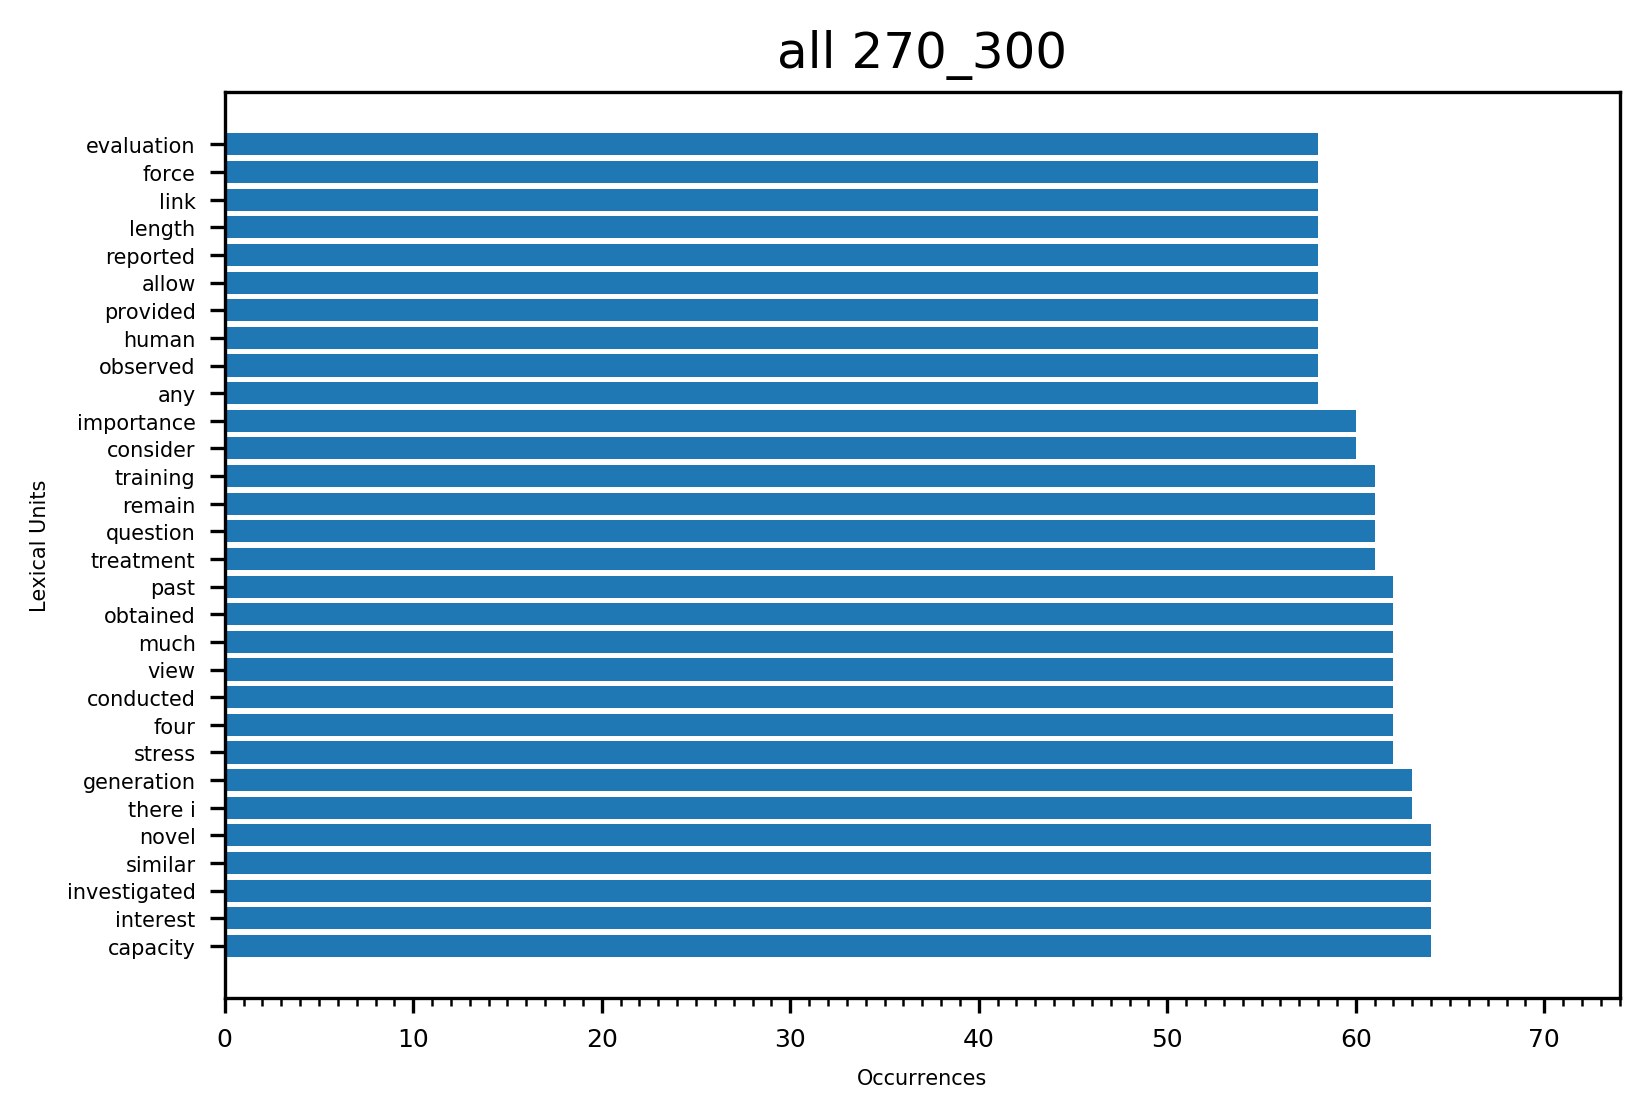 all 270_300
evaluation
force
link
length
reported
allow
provided
human
observed
any
importance
consider
training
remain
question
treatment
past
obtained
much
view
conducted
four
stress
generation
there i
novel
similar
investigated
interest
capacity
Lexical Units
0 10 20 30 40 50 60 70
Occurrences